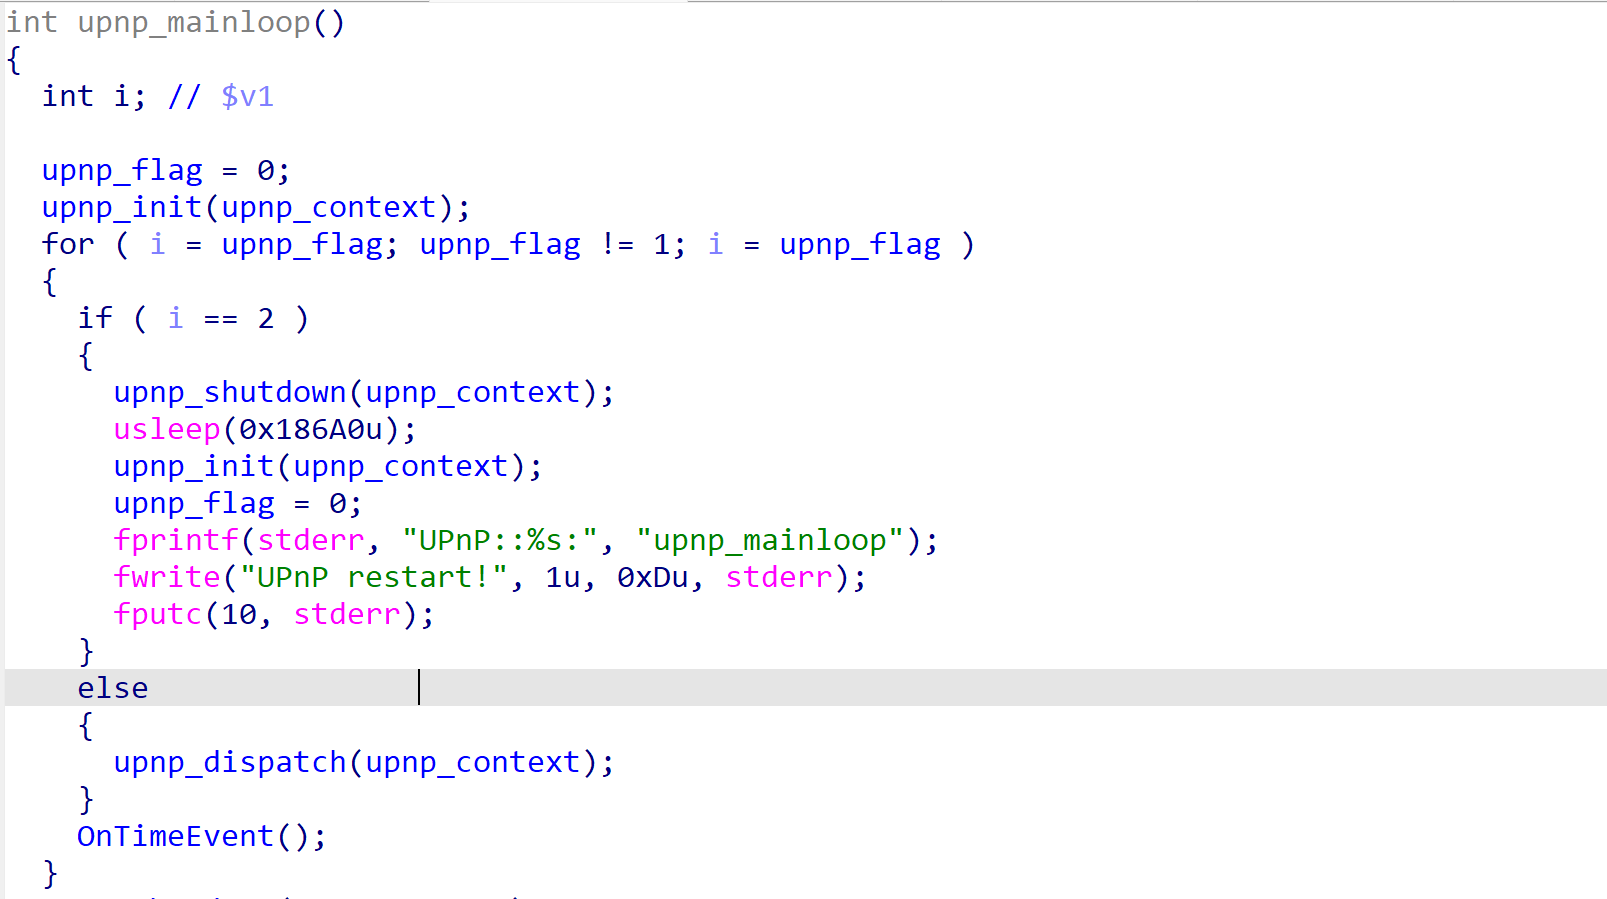 int upnp_mainloop()
{
  int i; // $v1

  upnp_flag = 0;
  upnp_init(upnp_context);
  for ( i = upnp_flag; upnp_flag != 1; i = upnp_flag )
  {
    if ( i == 2 )
    {
      upnp_shutdown(upnp_context);
      usleep(0x186A0u);
      upnp_init(upnp_context);
      upnp_flag = 0;
      fprintf(stderr, "UPnP::%s:", "upnp_mainloop");
      fwrite("UPnP restart!", 1u, 0xDu, stderr);
      fputc(10, stderr);
    }
    else
    {
      upnp_dispatch(upnp_context);
    }
    OnTimeEvent();
  }